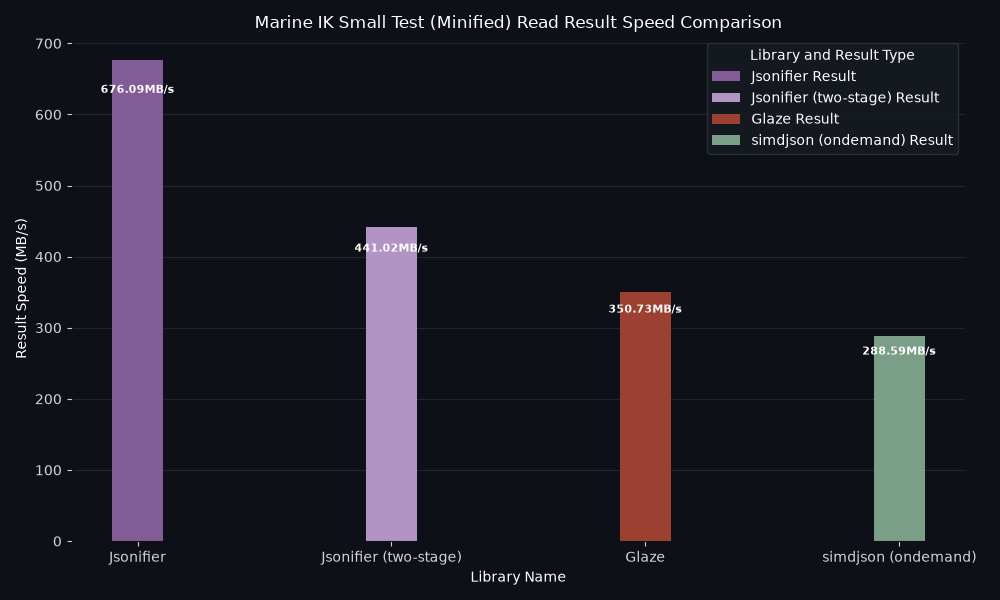 Marine IK Small Test (Minified) Read Result Speed Comparison
Library and Result Type
Jsonifier Result
Jsonifier (two-stage) Result
Glaze Result
simdjson (ondemand) Result
Result Speed (MB/s)
700
600
500
400
300
200
100
0
676.09MB/s
441.02MB/s
350.73MB/s
288.59MB/s
Jsonifier
Jsonifier (two-stage)
Glaze
simdjson (ondemand)
Library Name